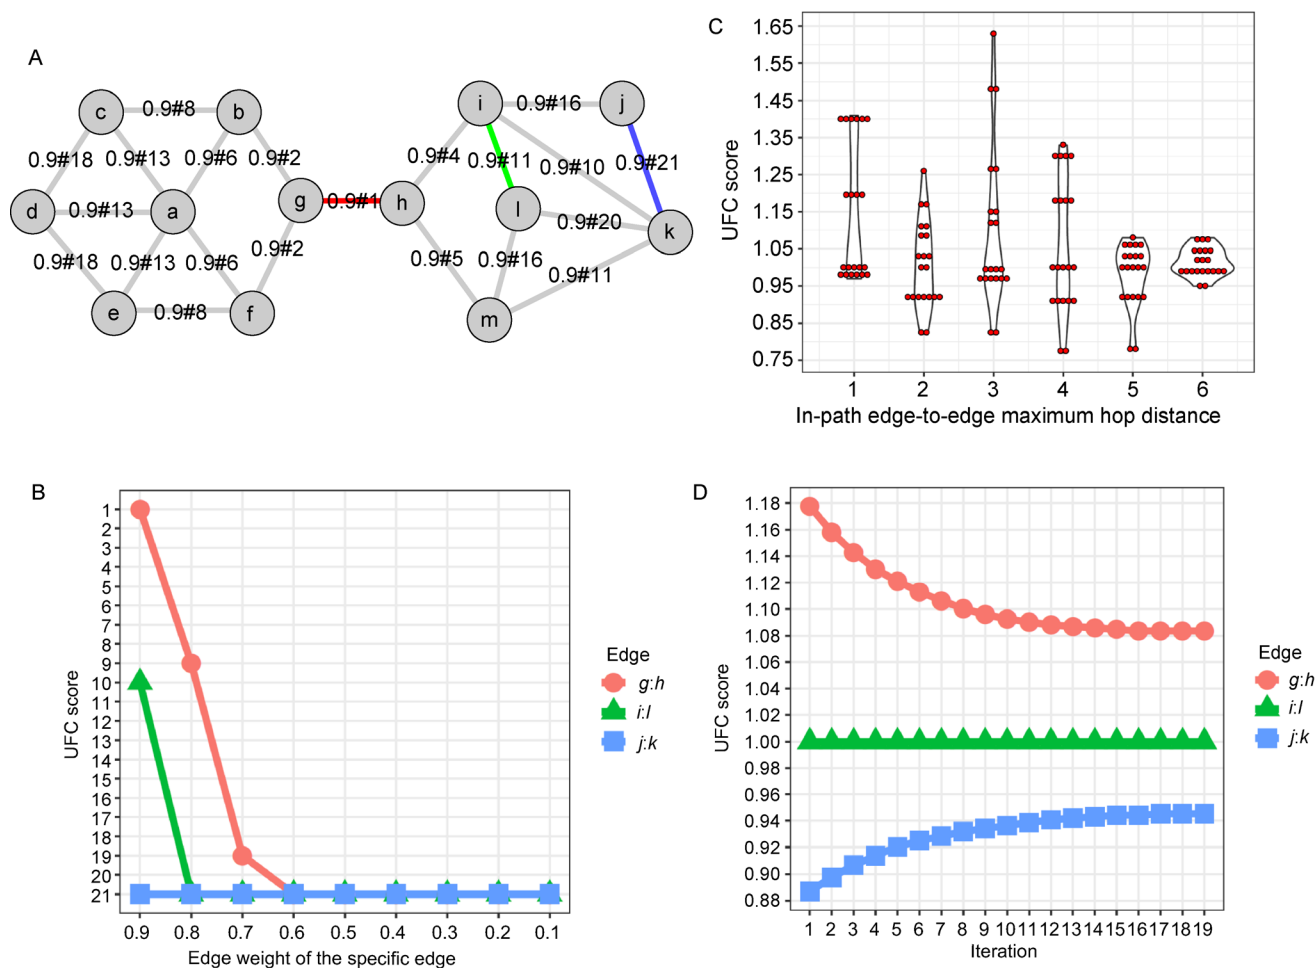 A
c
0.9#8
b
0.9#18
0.9#13
0.9#6
0.9#2
d
0.9#13
a
g
0.9#1
h
0.9#18
0.9#13
0.9#6
0.9#2
e
0.9#8
f
i
0.9#16
j
0.9#4
0.9#11
0.9#10
0.9#21
l
0.9#20
k
0.9#5
0.9#16
0.9#11
m
C
UFC score
1.65
1.55
1.45
1.35
1.25
1.15
1.05
0.95
0.85
0.75
1 2 3 4 5 6
In-path edge-to-edge maximum hop distance
B
UFC score
1
2
3
4
5
6
7
8
9
10
11
12
13
14
15
16
17
18
19
20
21
0.9 0.8 0.7 0.6 0.5 0.4 0.3 0.2 0.1
Edge weight of the specific edge
Edge
g:h
i:l
j:k
D
UFC score
1.18
1.16
1.14
1.12
1.10
1.08
1.06
1.04
1.02
1.00
0.98
0.96
0.94
0.92
0.90
0.88
1 2 3 4 5 6 7 8 9 10 11 12 13 14 15 16 17 18 19
Iteration
Edge
g:h
i:l
j:k